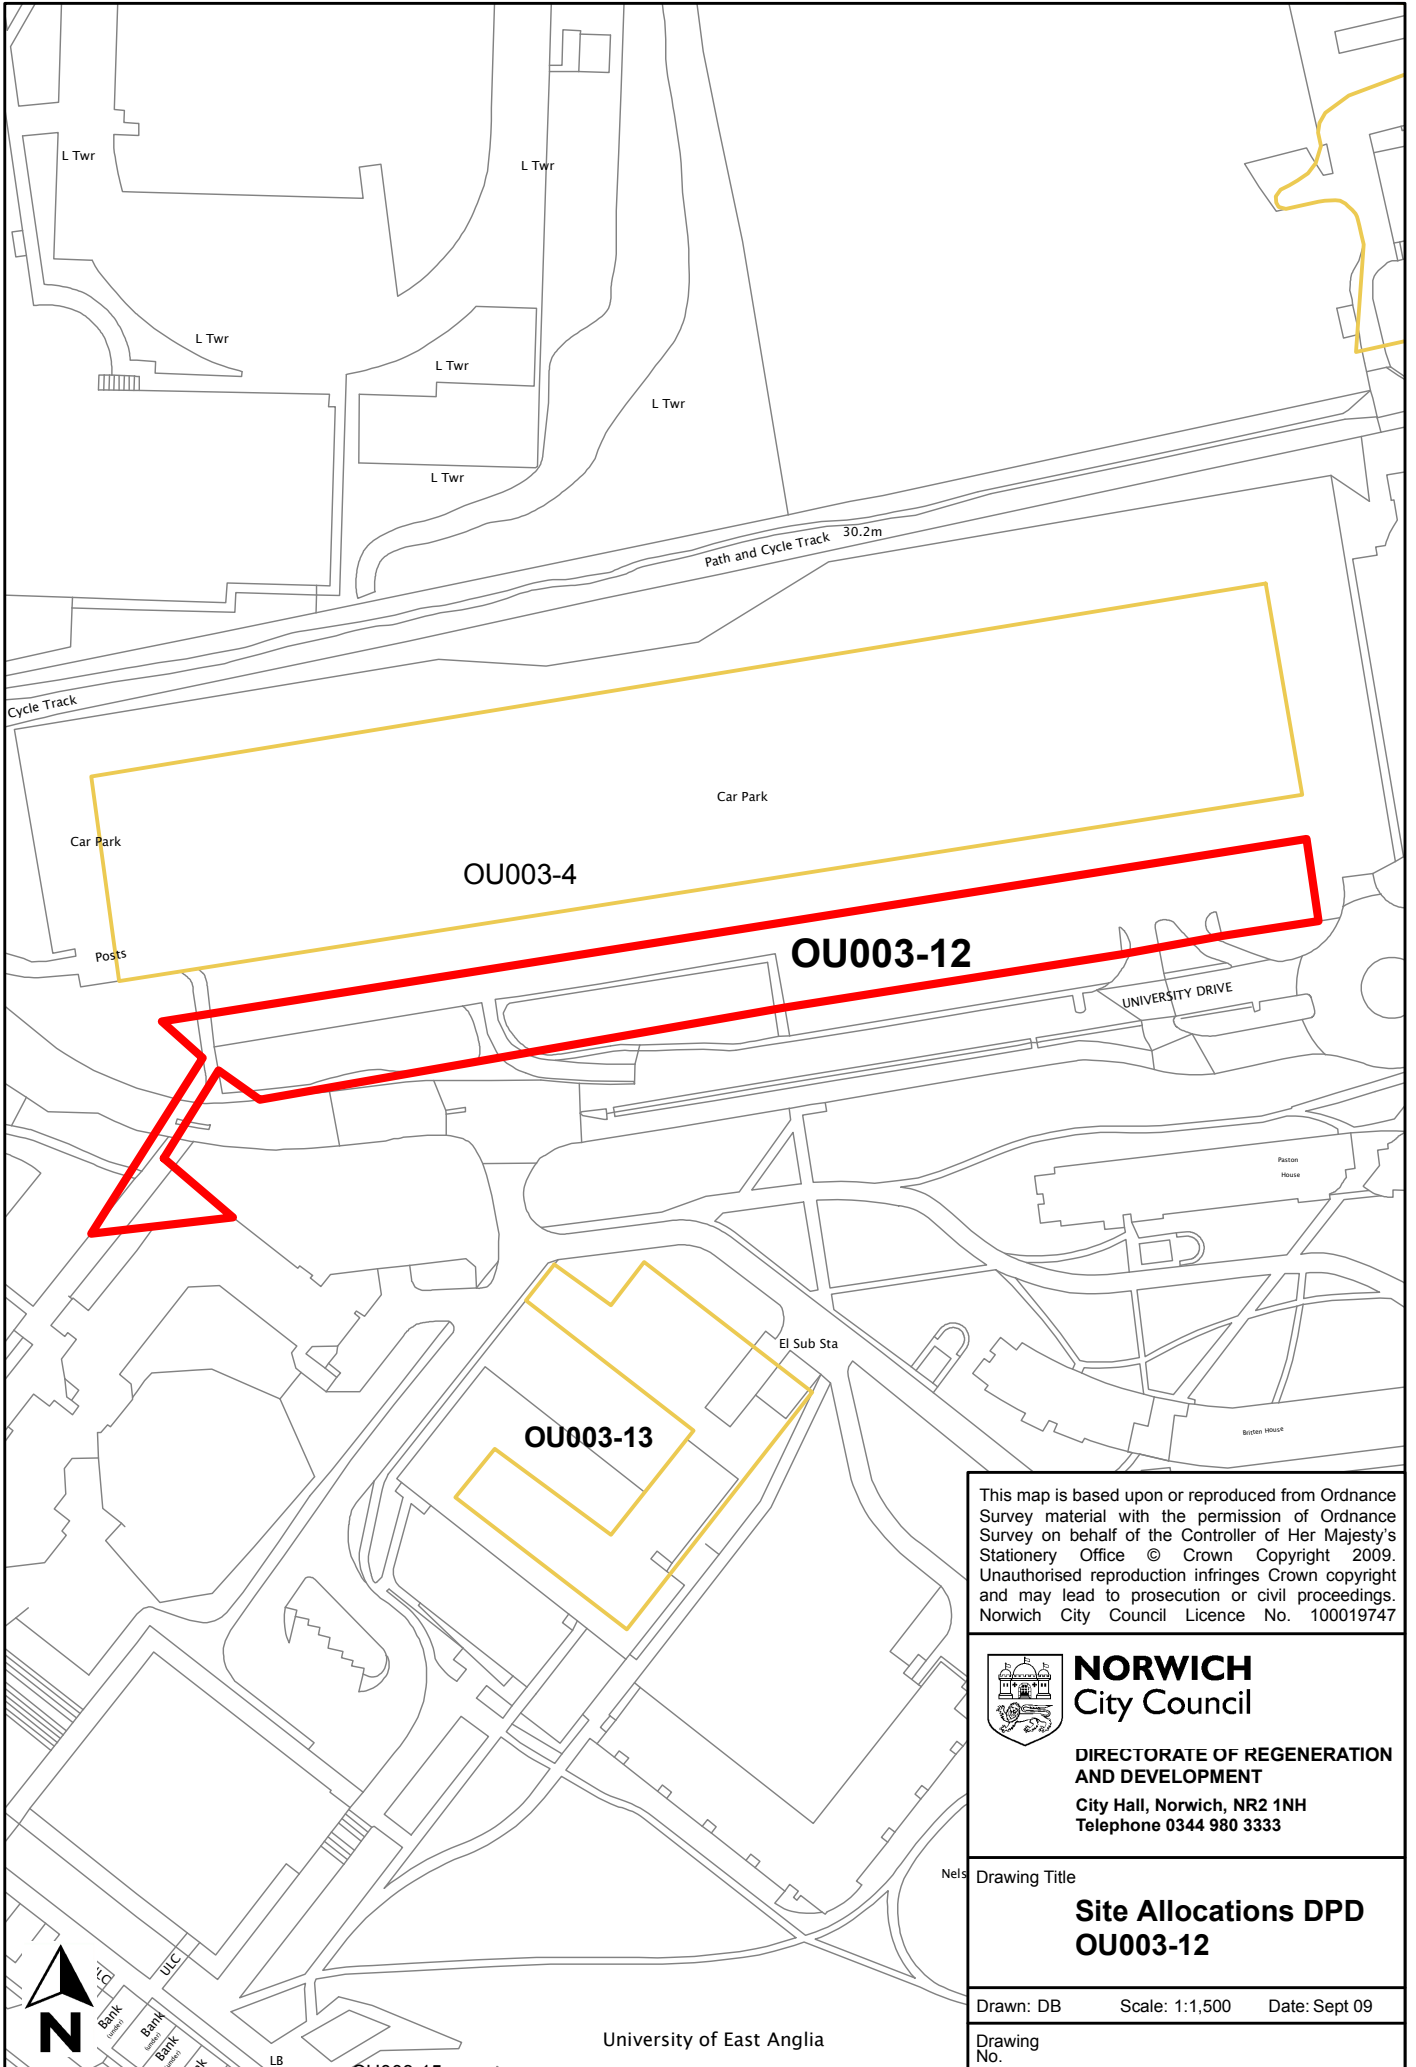 L Twr
L Twr
L Twr
L Twr
L Twr
L Twr
Path and Cycle Track 30.2m
Cycle Track
Car Park
Car Park
OU003-4
Posts
OU003-12
UNIVERSITY DRIVE
Paston
House
El Sub Sta
OU003-13
Britten House
This map is based upon or reproduced from Ordnance
Survey material with the permission of Ordnance
Survey on behalf of the Controller of Her Majesty's
Stationery Office © Crown Copyright 2009.
Unauthorised reproduction infringes Crown copyright
and may lead to prosecution or civil proceedings.
Norwich City Council Licence No. 100019747
NORWICH
City Council
DIRECTORATE OF REGENERATION
AND DEVELOPMENT
City Hall, Norwich, NR2 1NH
Telephone 0344 980 3333
Nels
Drawing Title
Site Allocations DPD
OU003-12
ULC
Bank
(under)
Bank
(under)
Bank
(under)
N
LB
University of East Anglia
Drawn: DB Scale: 1:1,500 Date: Sept 09
Drawing
No.